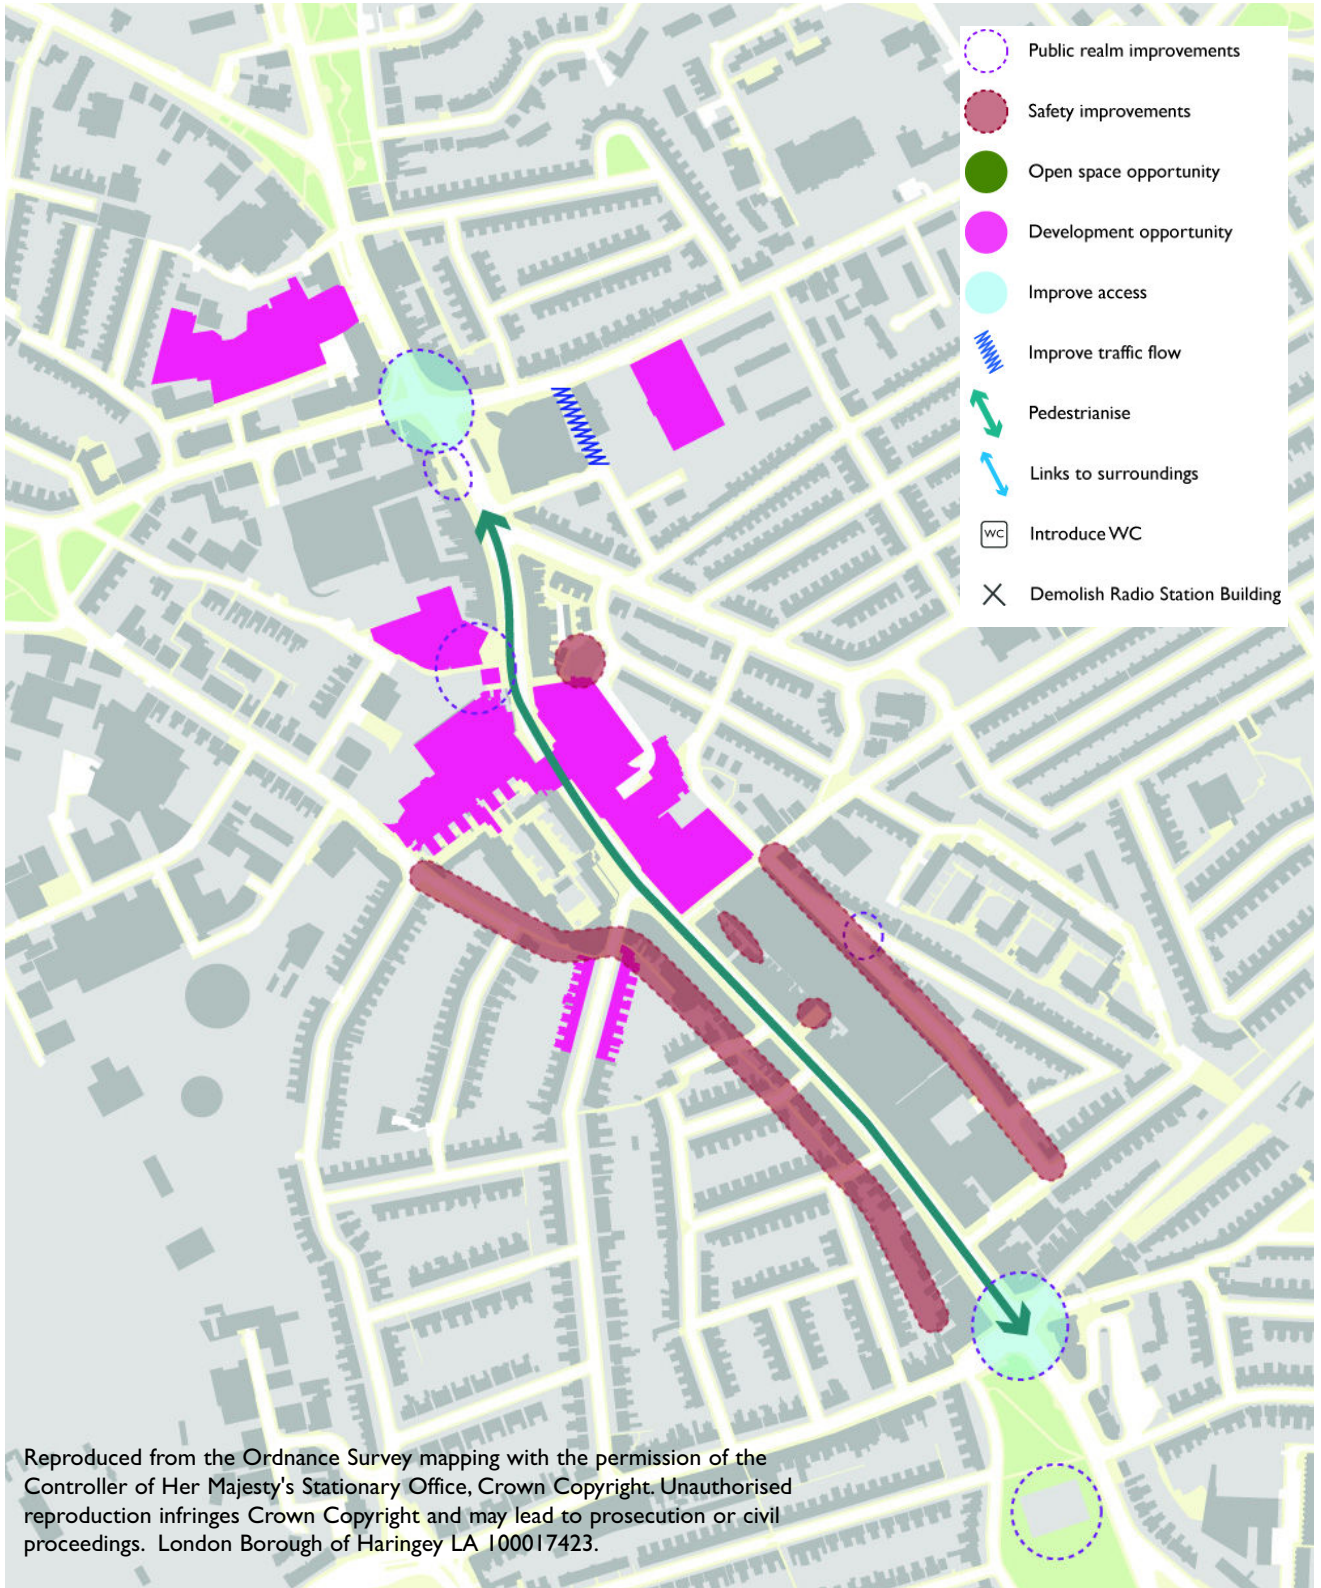 Public realm improvements
Safety improvements
Open space opportunity
Development opportunity
Improve access
Improve traffic flow
Pedestrianise
Links to surroundings
WC Introduce WC
Demolish Radio Station Building
Reproduced from the Ordnance Survey mapping with the permission of the
Controller of Her Majesty's Stationary Office, Crown Copyright. Unauthorised
reproduction infringes Crown Copyright and may lead to prosecution or civil
proceedings. London Borough of Haringey LA 100017423.